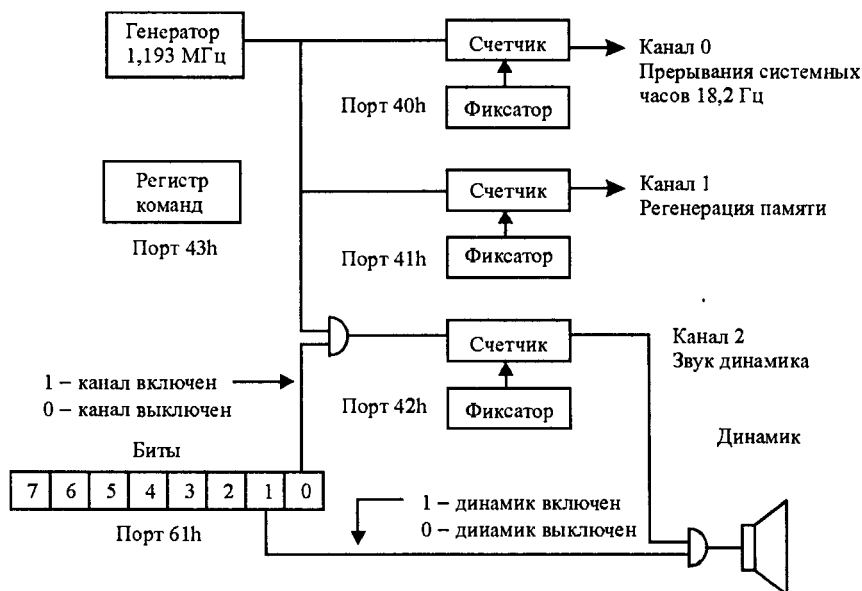 Генератор
1,193 МГц
Счетчик
Канал 0
Прерывания системных
часов 18,2 Гц
Порт 40h
Фиксатор
Регистр
команд
Порт 43h
Счетчик
Канал 1
Регенерация памяти
Порт 41h
Фиксатор
Счетчик
Канал 2
Звук динамика
1 – канал включен
0 – канал выключен
Порт 42h
Фиксатор
Биты
Динамик
7 6 5 4 3 2 1 0
Порт 61h
1 – динамик включен
0 – дииамик выключен